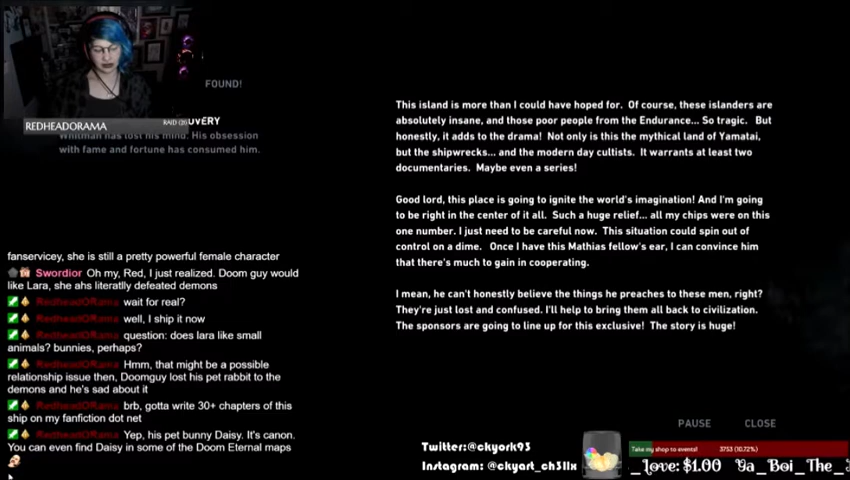 FOUND!
REDHEADORAMA
RAID (21)
OVERY
Whitman has lost his mind. His obsession
with fame and fortune has consumed him.
This island is more than I could have hoped for. Of course, these islanders are
absolutely insane, and those poor people from the Endurance... So tragic. But
honestly, it adds to the drama! Not only is this the mythical land of Yamatai,
but the shipwrecks... and the modern day cultists. It warrants at least two
documentaries. Maybe even a series!
Good lord, this place is going to ignite the world's imagination! And I'm going
to be right in the center of it all. Such a huge relief... all my chips were on this
one number. I just need to be careful now. This situation could spin out of
control on a dime. Once I have this Mathias fellow's ear, I can convince him
that there's much to gain in cooperating.
I mean, he can't honestly believe the things he preaches to these men, right?
They're just lost and confused. I'll help to bring them all back to civilization.
The sponsors are going to line up for this exclusive! The story is huge!
fanservicey, she is still a pretty powerful female character
Swordior Oh my, Red, I just realized. Doom guy would
like Lara, she ahs literatlly defeated demons
RedheadORama wait for real?
RedheadORama well, I ship it now
RedheadORama question: does lara like small
animals? bunnies, perhaps?
RedheadORama Hmm, that might be a possible
relationship issue then, Doomguy lost his pet rabbit to the
demons and he's sad about it
RedheadORama brb, gotta write 30+ chapters of this
ship on my fanfiction dot net
RedheadORama Yep, his pet bunny Daisy. It's canon.
You can even find Daisy in some of the Doom Eternal maps
PAUSE CLOSE
Twitter:@ckyork93
Instagram: @ckyart_ch3llx
Take my shop to events! 3753 (10.72%)
_Love: $1.00 Ya_Boi_The_